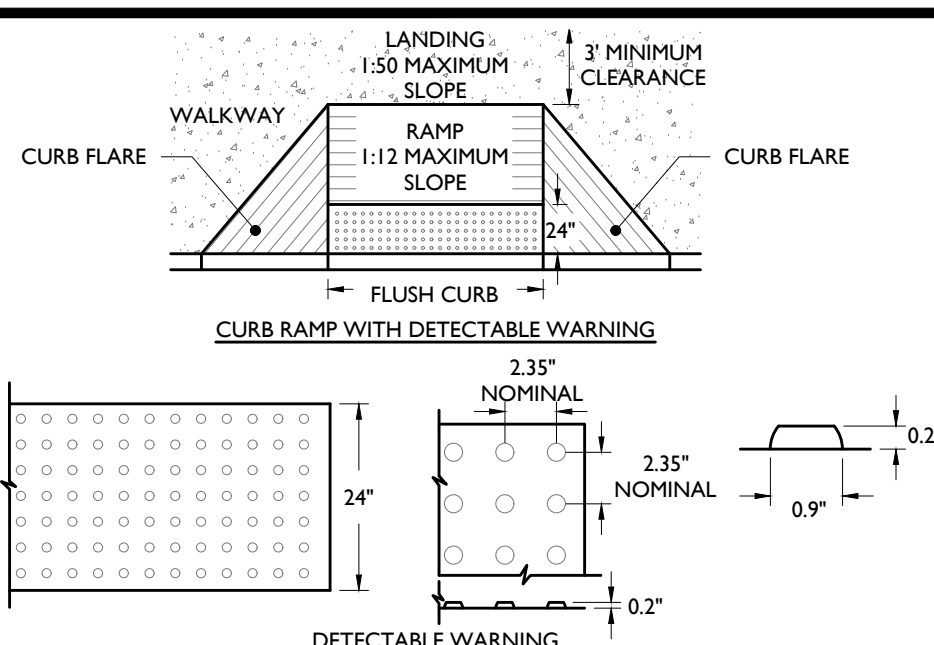 LANDING
1:50 MAXIMUM
SLOPE
3' MINIMUM
CLEARANCE
WALKWAY
RAMP
1:12 MAXIMUM
SLOPE
CURB FLARE
CURB FLARE
24"
FLUSH CURB
CURB RAMP WITH DETECTABLE WARNING
2.35"
NOMINAL
24"
2.35"
NOMINAL
0.2
0.9"
0.2"
DETECTABLE WARNING